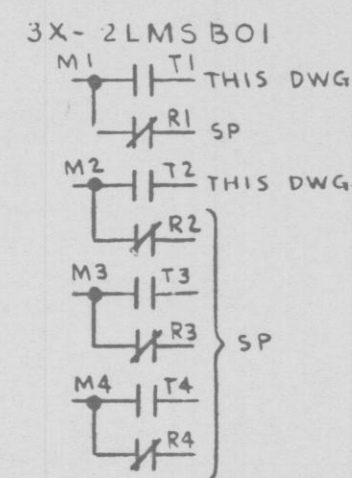 3X- 2LMSB01
M1 T1 THIS DWG
R1 SP
M2 T2 THIS DWG
R2
M3 T3
R3 SP
M4 T4
R4